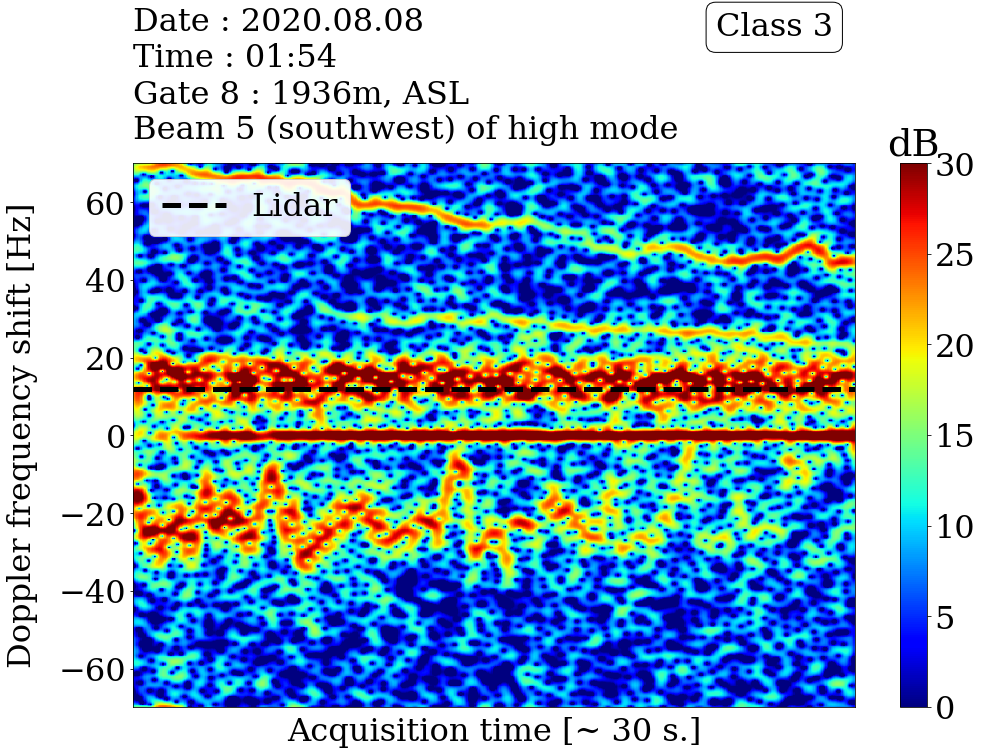 Date : 2020.08.08
Time : 01:54
Gate 8 : 1936m, ASL
Beam 5 (southwest) of high mode
Class 3
dB
Lidar
Doppler frequency shift [Hz]
60
40
20
0
−20
−40
−60
Acquisition time [~ 30 s.]
30
25
20
15
10
5
0